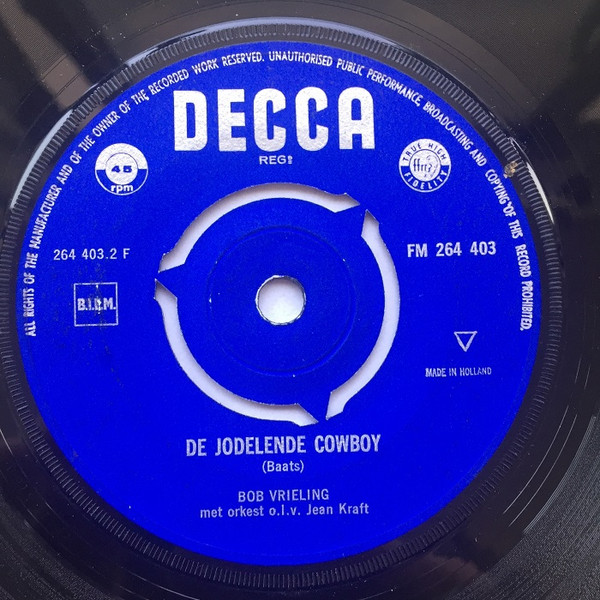 ALL RIGHTS OF THE MANUFACTURER AND OF THE OWNER OF THE RECORDED WORK RESERVED. UNAUTHORISED PUBLIC PERFORMANCE, BROADCASTING AND COPYING OF THIS RECORD PROHIBITED.
DECCA
REGD
45
rpm
TRUE HIGH
ffrr
FIDELITY
264 403.2 F
FM 264 403
B.I.E.M.
MADE IN HOLLAND
DE JODELENDE COWBOY
(Baats)
BOB VRIELING
met orkest o.l.v. Jean Kraft